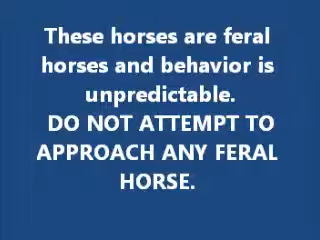 These horses are feral
horses and behavior is
unpredictable.
DO NOT ATTEMPT TO
APPROACH ANY FERAL
HORSE.